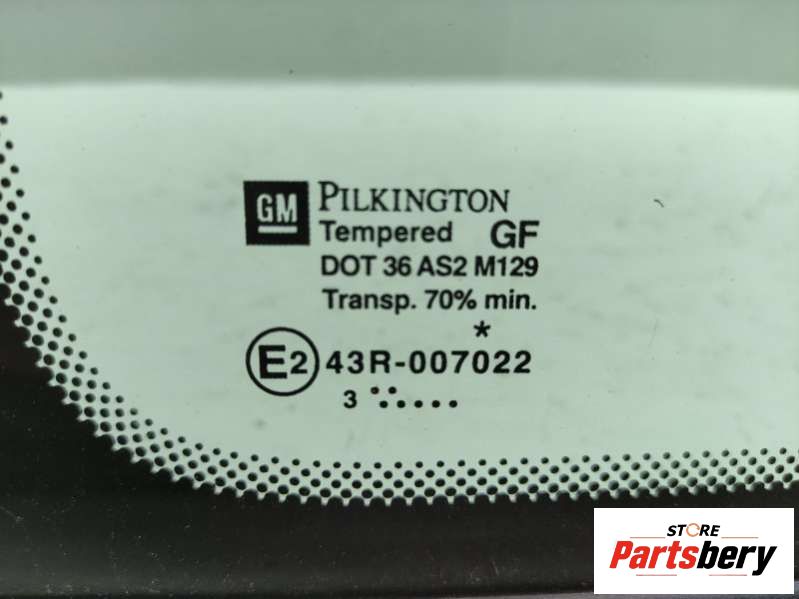 GM PILKINGTON
Tempered GF
DOT 36 AS2 M129
Transp. 70% min.
*
E2 43R-007022
3 ..
.....
STORE
Partsbery